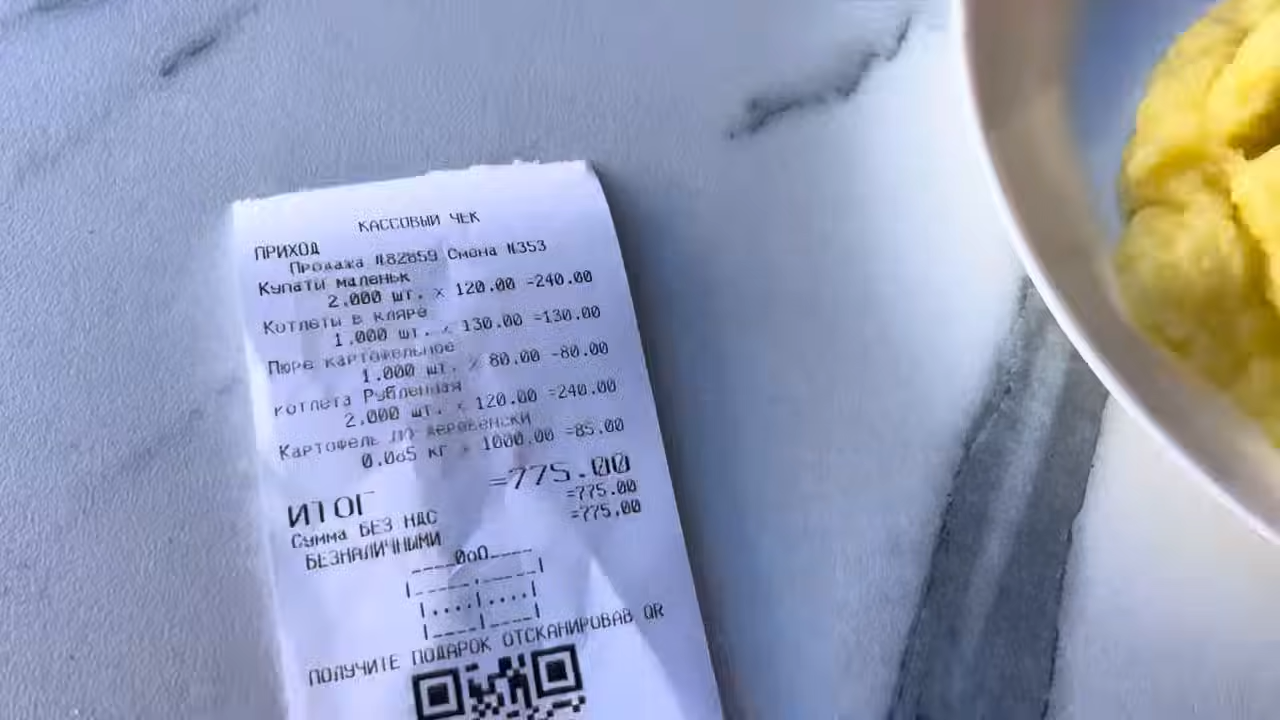 КАССОВЫЙ ЧЕК
ПРИХОД
Продажа №82859 Смена №353
Купаты маленьк
2.000 шт. x 120.00 =240.00
Котлеты в кляре
1.000 шт. x 130.00 =130.00
Пюре картофельное
1.000 шт. x 80.00 =80.00
котлета Рубленная
2.000 шт. x 120.00 =240.00
Картофель по-деревенски
0.085 кг x 1000.00 =85.00
ИТОГ =775.00
Сумма БЕЗ НДС =775.00
БЕЗНАЛИЧНЫМИ =775.00
ПОЛУЧИТЕ ПОДАРОК ОТСКАНИРОВАВ QR